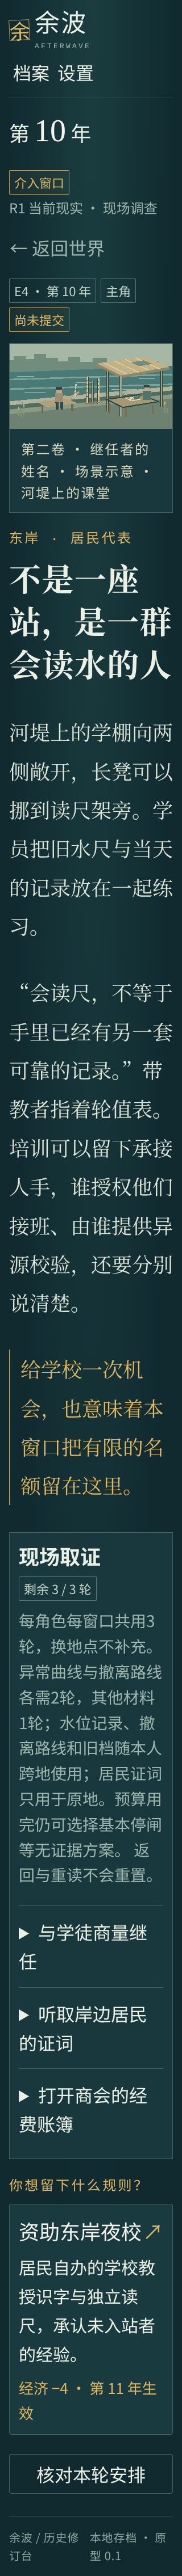 余 余波
AFTERWAVE
档案 设置
第 10 年
介入窗口
R1 当前现实 · 现场调查
← 返回世界
E4 · 第 10 年 主角
尚未提交
第二卷 · 继任者的
姓名 · 场景示意 ·
河堤上的课堂
东岸 · 居民代表
不是一座
站，是一群
会读水的人
河堤上的学棚向两
侧敞开，长凳可以
挪到读尺架旁。学
员把旧水尺与当天
的记录放在一起练
习。
“会读尺，不等于
手里已经有另一套
可靠的记录。”带
教者指着轮值表。
培训可以留下承接
人手，谁授权他们
接班、由谁提供异
源校验，还要分别
说清楚。
给学校一次机
会，也意味着本
窗口把有限的名
额留在这里。
现场取证
剩余 3 / 3 轮
每角色每窗口共用3
轮，换地点不补充。
异常曲线与撤离路线
各需2轮，其他材料
1轮；水位记录、撤
离路线和旧档随本人
跨地使用；居民证词
只用于原地。预算用
完仍可选择基本停闸
等无证据方案。 返
回与重读不会重置。
▶ 与学徒商量继
任
▶ 听取岸边居民
的证词
▶ 打开商会的经
费账簿
你想留下什么规则？
资助东岸夜校↗
居民自办的学校教
授识字与独立读
尺，承认未入站者
的经验。
经济 −4 · 第 11 年生
效
核对本轮安排
余波 / 历史修
订台
本地存档 · 原
型 0.1